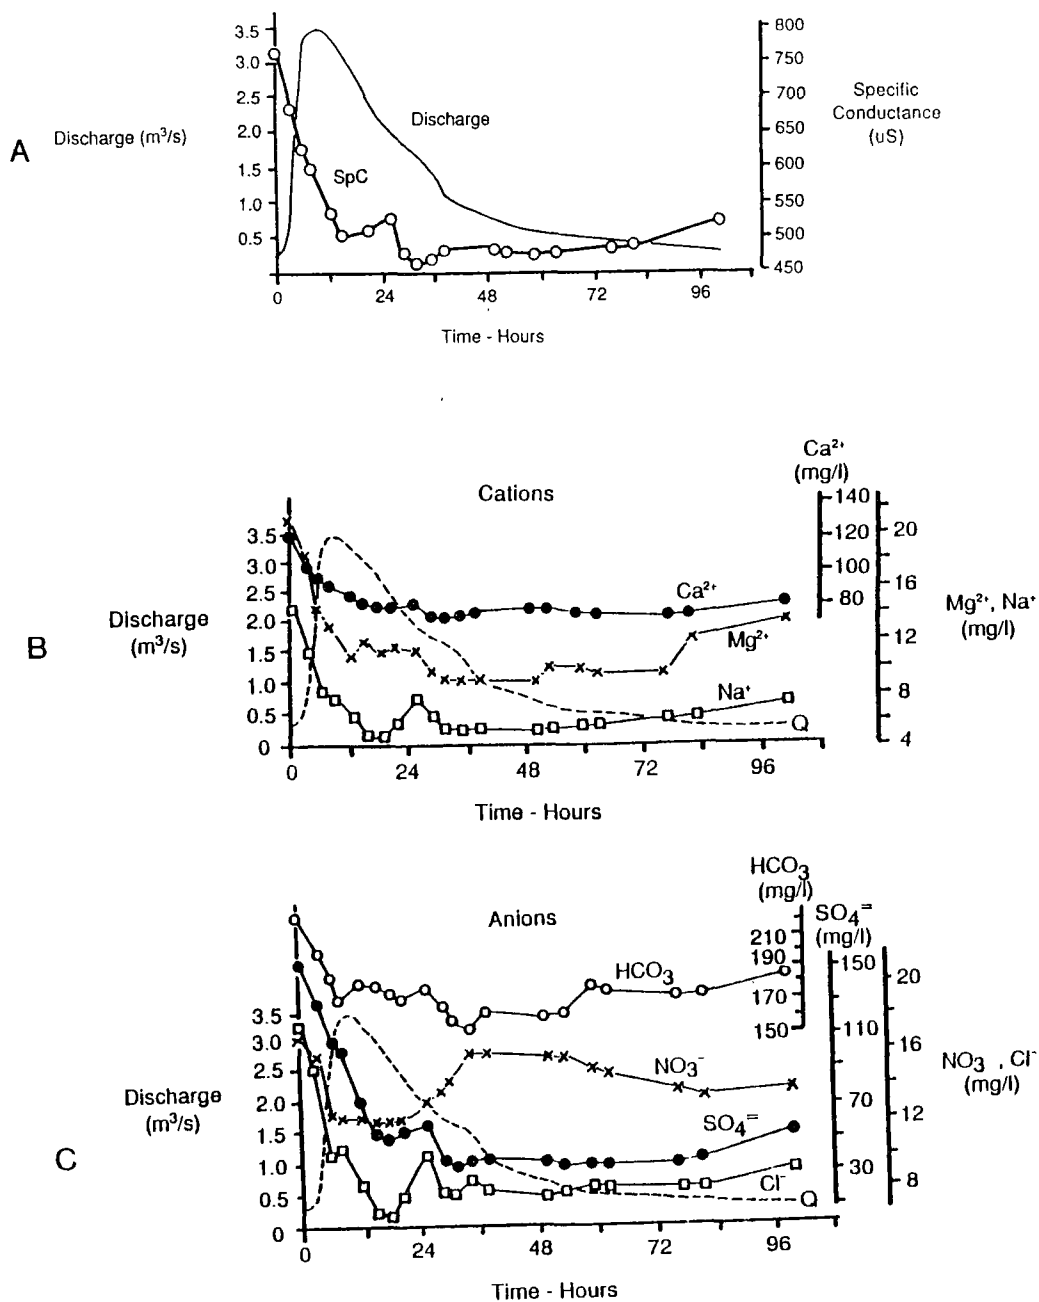 A
Discharge (m³/s)
3.5
3.0
2.5
2.0
1.5
1.0
0.5
Discharge
SpC
800
750
700
650
600
550
500
450
Specific
Conductance
(uS)
0 24 48 72 96
Time - Hours
B
Cations
Discharge
(m³/s)
3.5
3.0
2.5
2.0
1.5
1.0
0.5
0
Ca²⁺
Mg²⁺
Na⁺
Q
Ca²⁺
(mg/l)
140
120
100
80
20
16
12
8
4
Mg²⁺, Na⁺
(mg/l)
0 24 48 72 96
Time - Hours
C
Anions
Discharge
(m³/s)
3.5
3.0
2.5
2.0
1.5
1.0
0.5
0
HCO₃
NO₃⁻
SO₄⁼
Cl⁻
Q
HCO₃
(mg/l)
210
190
170
150
SO₄⁼
(mg/l)
150
110
70
30
20
16
12
8
NO₃ , Cl⁻
(mg/l)
0 24 48 72 96
Time - Hours